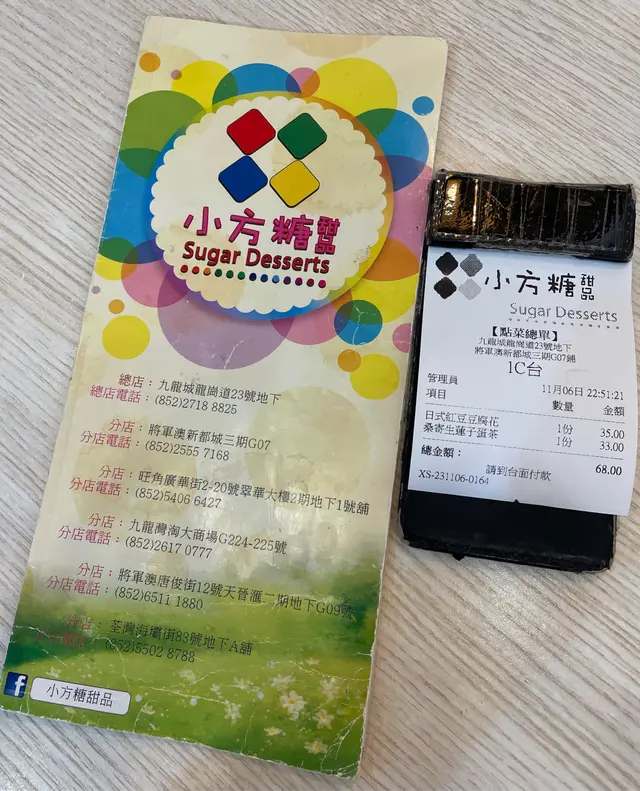 小方糖甜品
Sugar Desserts
總店：九龍城龍崗道23號地下
總店電話：(852)2718 8825
分店：將軍澳新都城三期G07
分店電話：(852)2555 7168
分店：旺角廣華街2-20號翠華大樓2期地下1號舖
分店電話：(852)5406 6427
分店：九龍灣淘大商場G224-225號
分店電話：(852)2617 0777
分店：將軍澳唐俊街12號天晉滙二期地下G09號
分店電話：(852)6511 1880
分店：荃灣海壩街83號地下A舖
分店電話：(852)5502 8788
f 小方糖甜品
小方糖甜品
Sugar Desserts
【點菜總單】
九龍城龍崗道23號地下
將軍澳新都城三期G07鋪
1C台
管理員 11月06日 22:51:21
項目 數量 金額
日式紅豆豆腐花 1份 35.00
桑寄生蓮子蛋茶 1份 33.00
總金額： 68.00
請到台面付款
XS-231106-0164